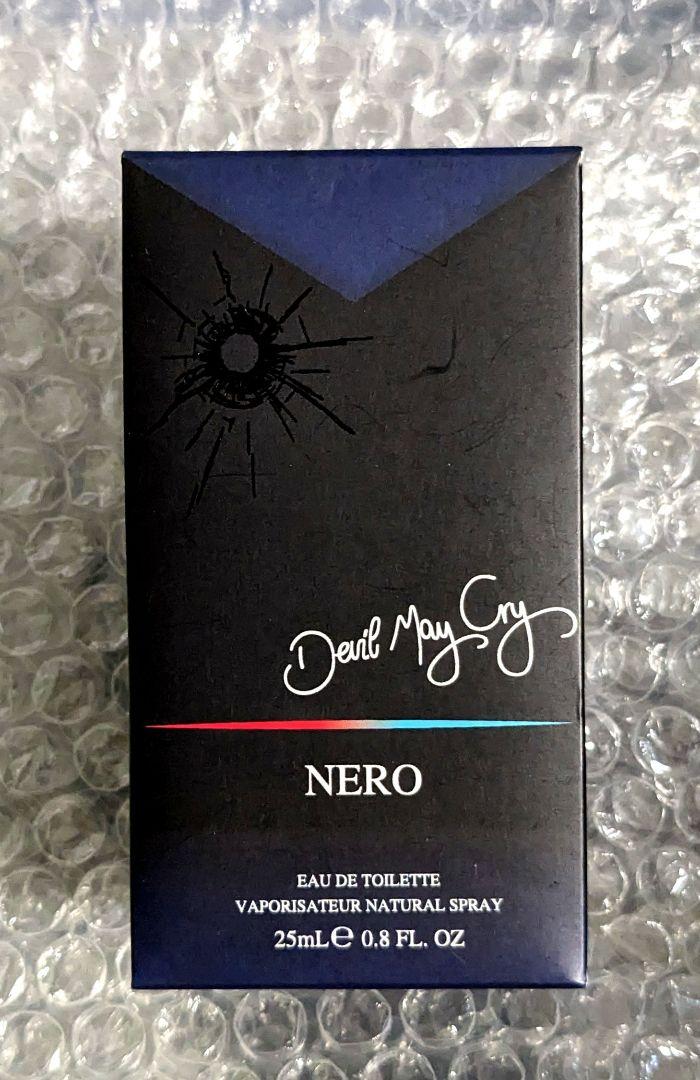 Devil May Cry
NERO
EAU DE TOILETTE
VAPORISATEUR NATURAL SPRAY
25mL℮ 0.8 FL. OZ